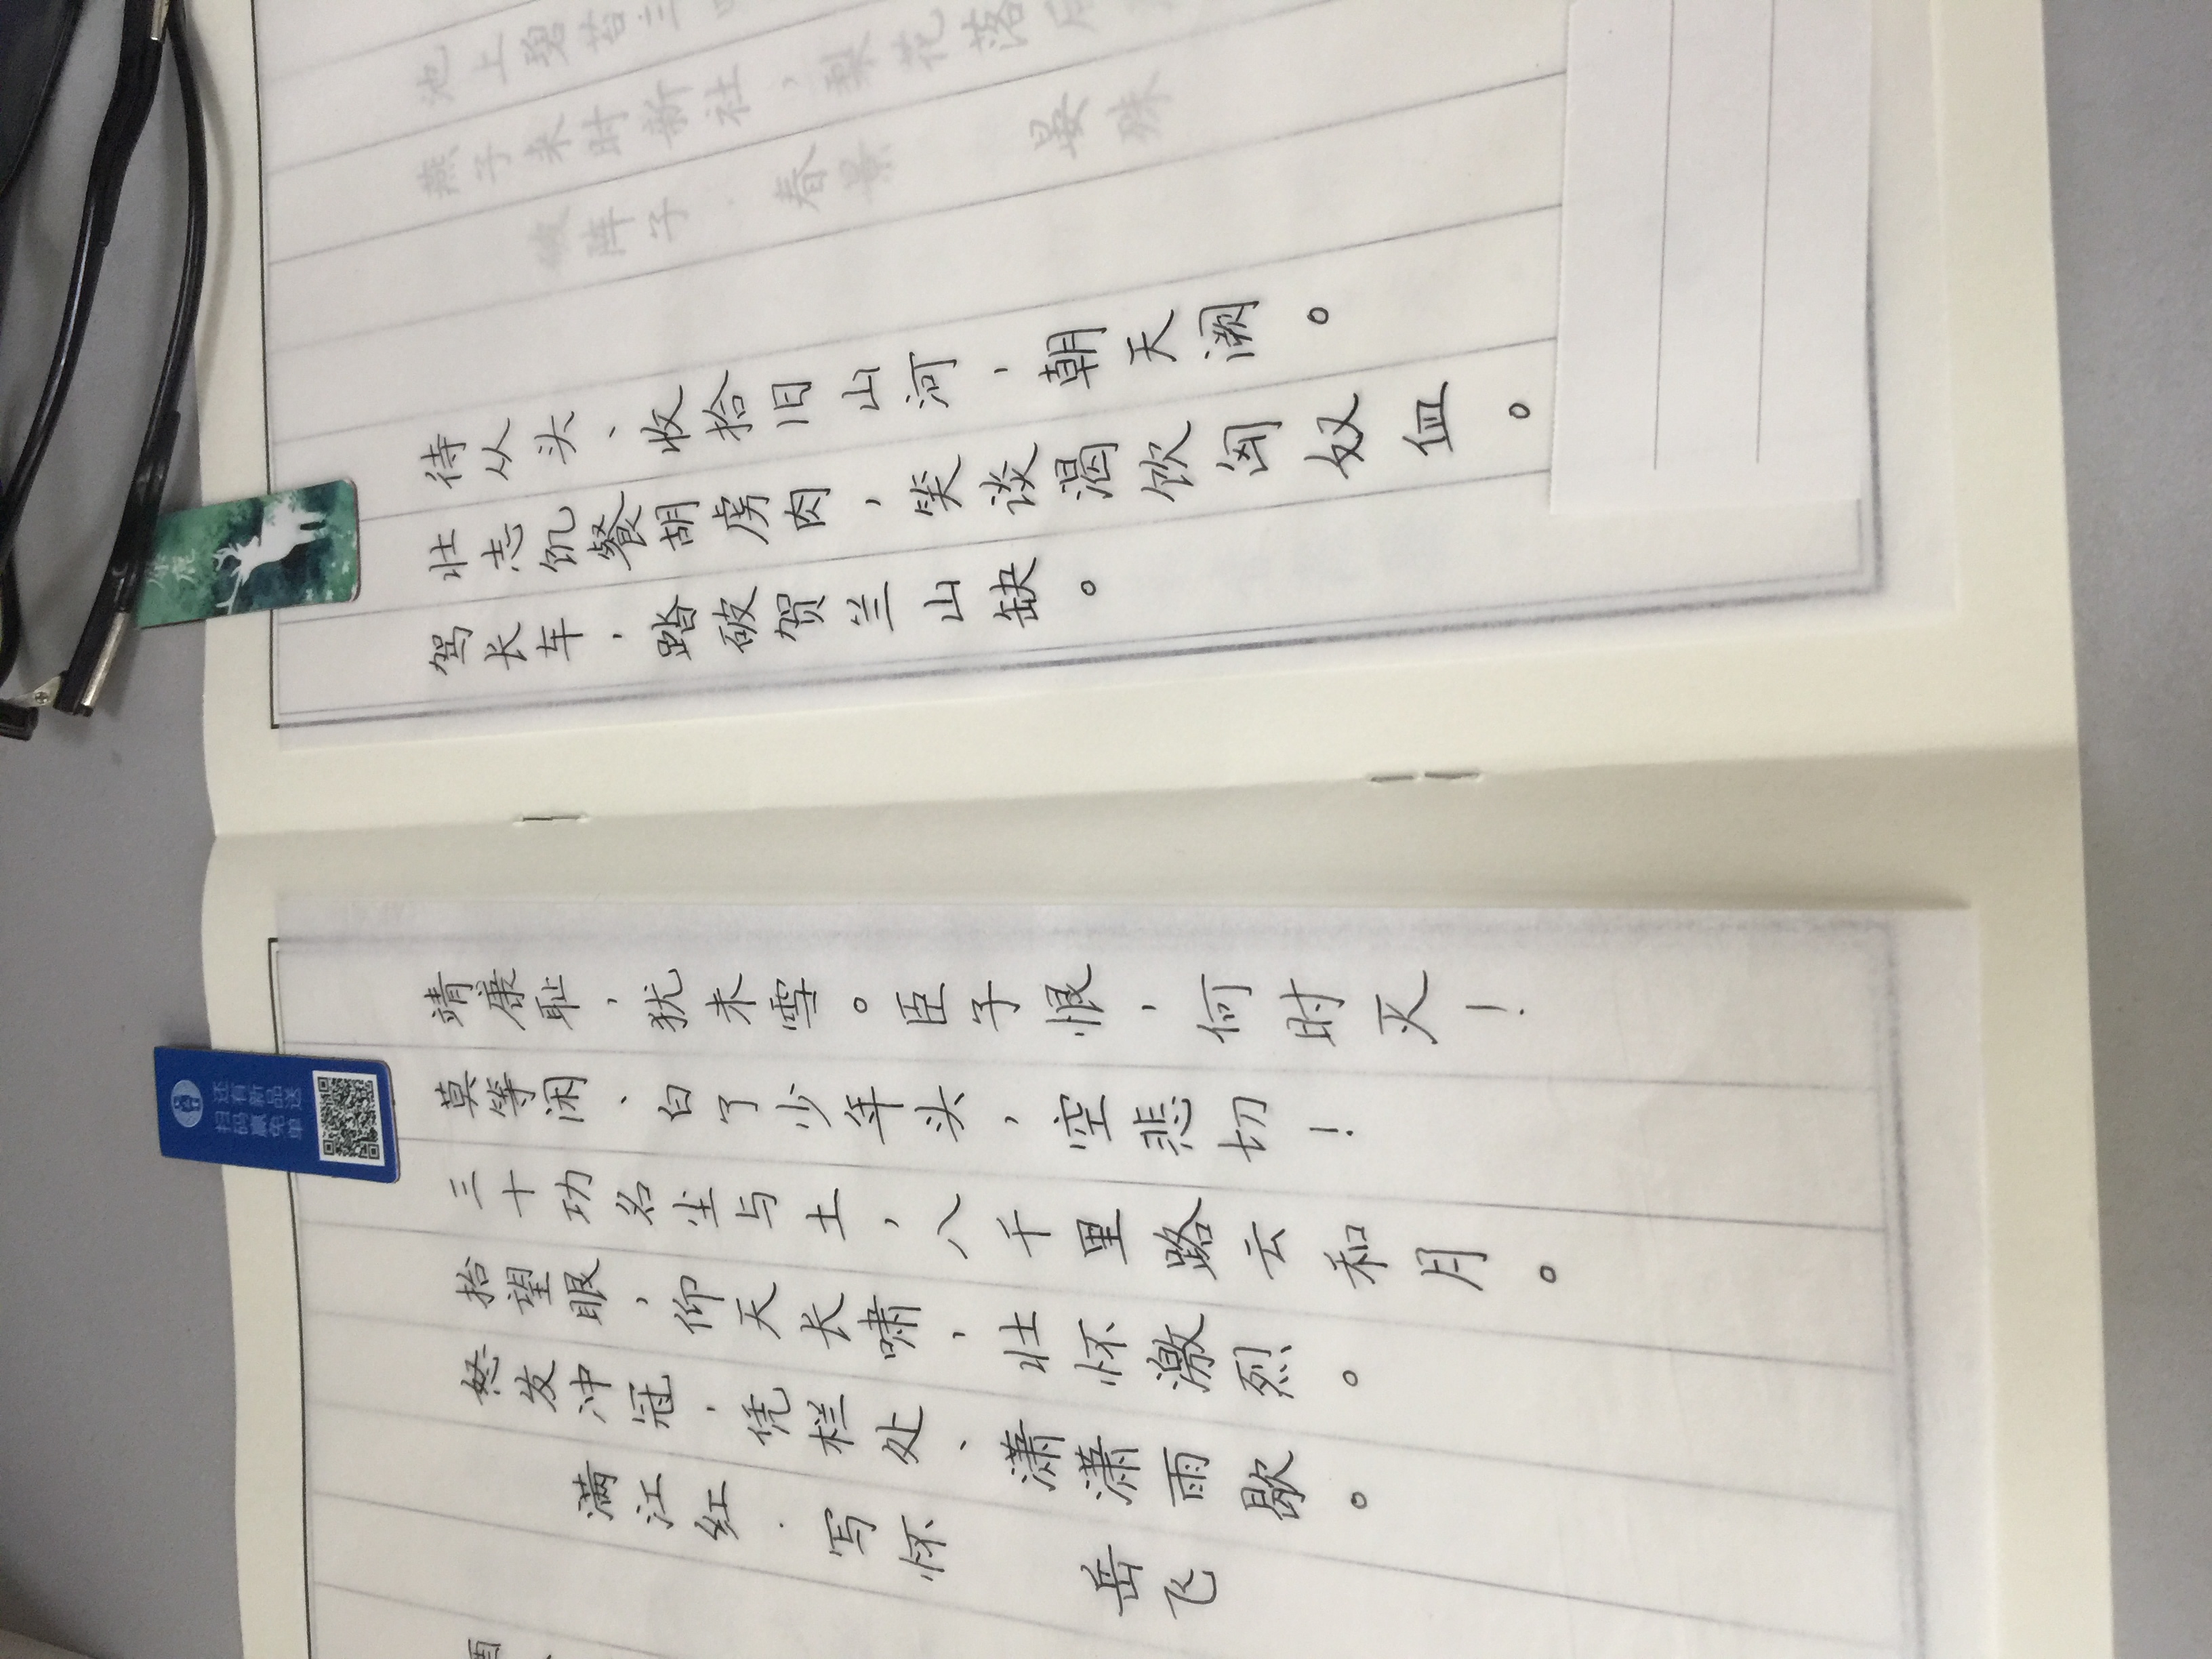 满江红·写怀
岳飞
怒发冲冠，凭栏处、潇潇雨歇。
抬望眼，仰天长啸，壮怀激烈。
三十功名尘与土，八千里路云和月。
莫等闲、白了少年头，空悲切！
靖康耻，犹未雪。臣子恨，何时灭！
驾长车，踏破贺兰山缺。
壮志饥餐胡虏肉，笑谈渴饮匈奴血。
待从头、收拾旧山河，朝天阙。
破阵子 春景
晏殊
燕子来时新社，梨花落后
池上碧苔三四
还有新品送
扫码赢免单
鹿
酒